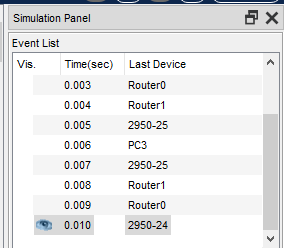 Simulation Panel
Event List
Vis. Time(sec) Last Device
0.003 Router0
0.004 Router1
0.005 2950-25
0.006 PC3
0.007 2950-25
0.008 Router1
0.009 Router0
0.010 2950-24